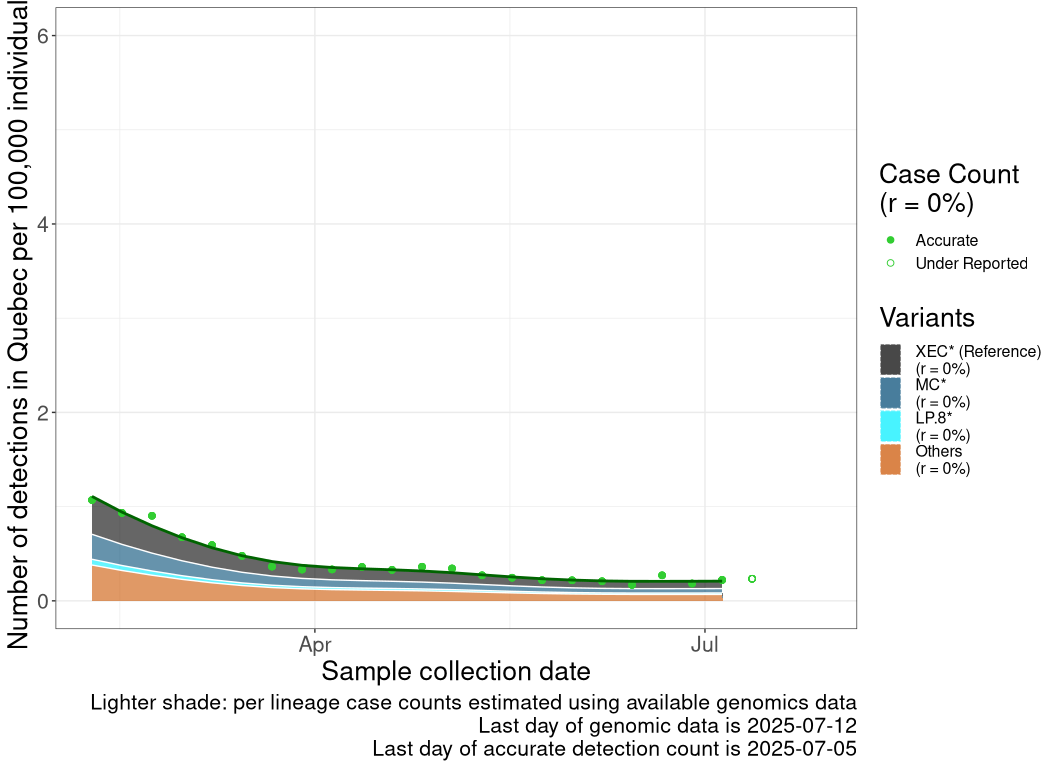 Number of detections in Quebec per 100,000 individual
6
4
2
0
Apr
Jul
Sample collection date
Lighter shade: per lineage case counts estimated using available genomics data
Last day of genomic data is 2025-07-12
Last day of accurate detection count is 2025-07-05
Case Count
(r = 0%)
Accurate
Under Reported
Variants
XEC* (Reference)
(r = 0%)
MC*
(r = 0%)
LP.8*
(r = 0%)
Others
(r = 0%)